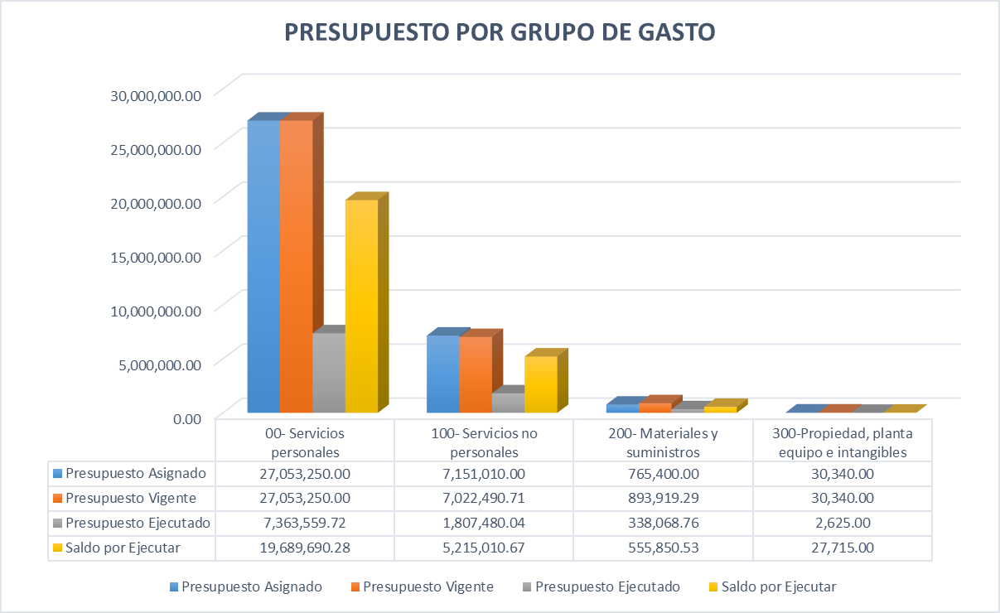 PRESUPUESTO POR GRUPO DE GASTO
30,000,000.00
25,000,000.00
20,000,000.00
15,000,000.00
10,000,000.00
5,000,000.00
0.00
00- Servicios personales
100- Servicios no personales
200- Materiales y suministros
300-Propiedad, planta equipo e intangibles
Presupuesto Asignado 27,053,250.00 7,151,010.00 765,400.00 30,340.00
Presupuesto Vigente 27,053,250.00 7,022,490.71 893,919.29 30,340.00
Presupuesto Ejecutado 7,363,559.72 1,807,480.04 338,068.76 2,625.00
Saldo por Ejecutar 19,689,690.28 5,215,010.67 555,850.53 27,715.00
Presupuesto Asignado Presupuesto Vigente Presupuesto Ejecutado Saldo por Ejecutar